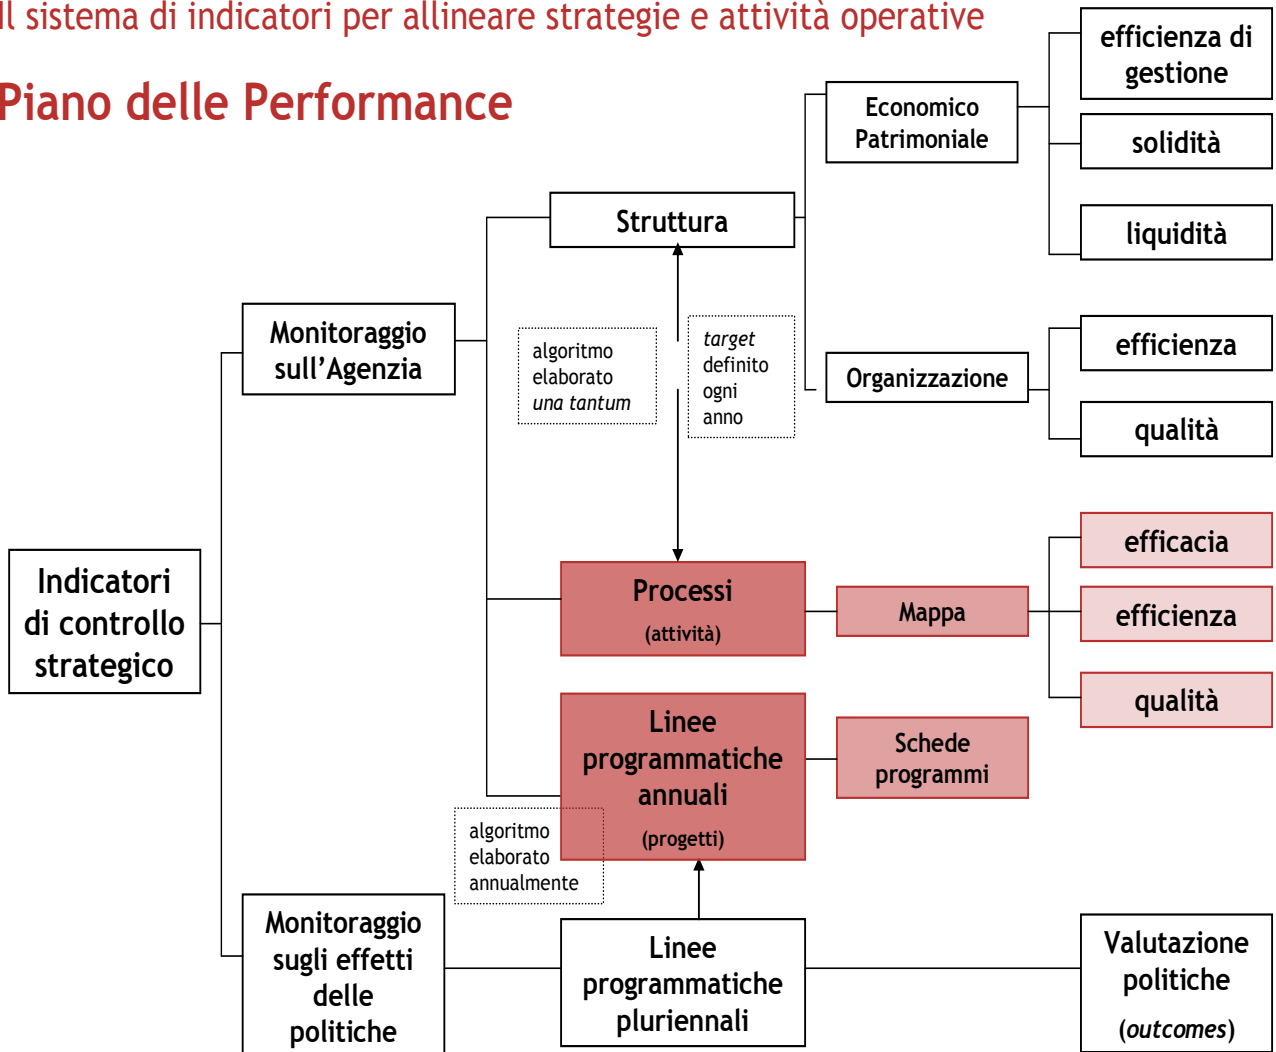 Il sistema di indicatori per allineare strategie e attività operative
Piano delle Performance
efficienza di
gestione
Economico
Patrimoniale
solidità
Struttura
liquidità
Monitoraggio
sull'Agenzia
algoritmo
elaborato
una tantum
target
definito
ogni
anno
Organizzazione
efficienza
qualità
Indicatori
di controllo
strategico
Processi
(attività)
Mappa
efficacia
efficienza
qualità
Linee
programmatiche
annuali
(progetti)
Schede
programmi
algoritmo
elaborato
annualmente
Monitoraggio
sugli effetti
delle
politiche
Linee
programmatiche
pluriennali
Valutazione
politiche
(outcomes)